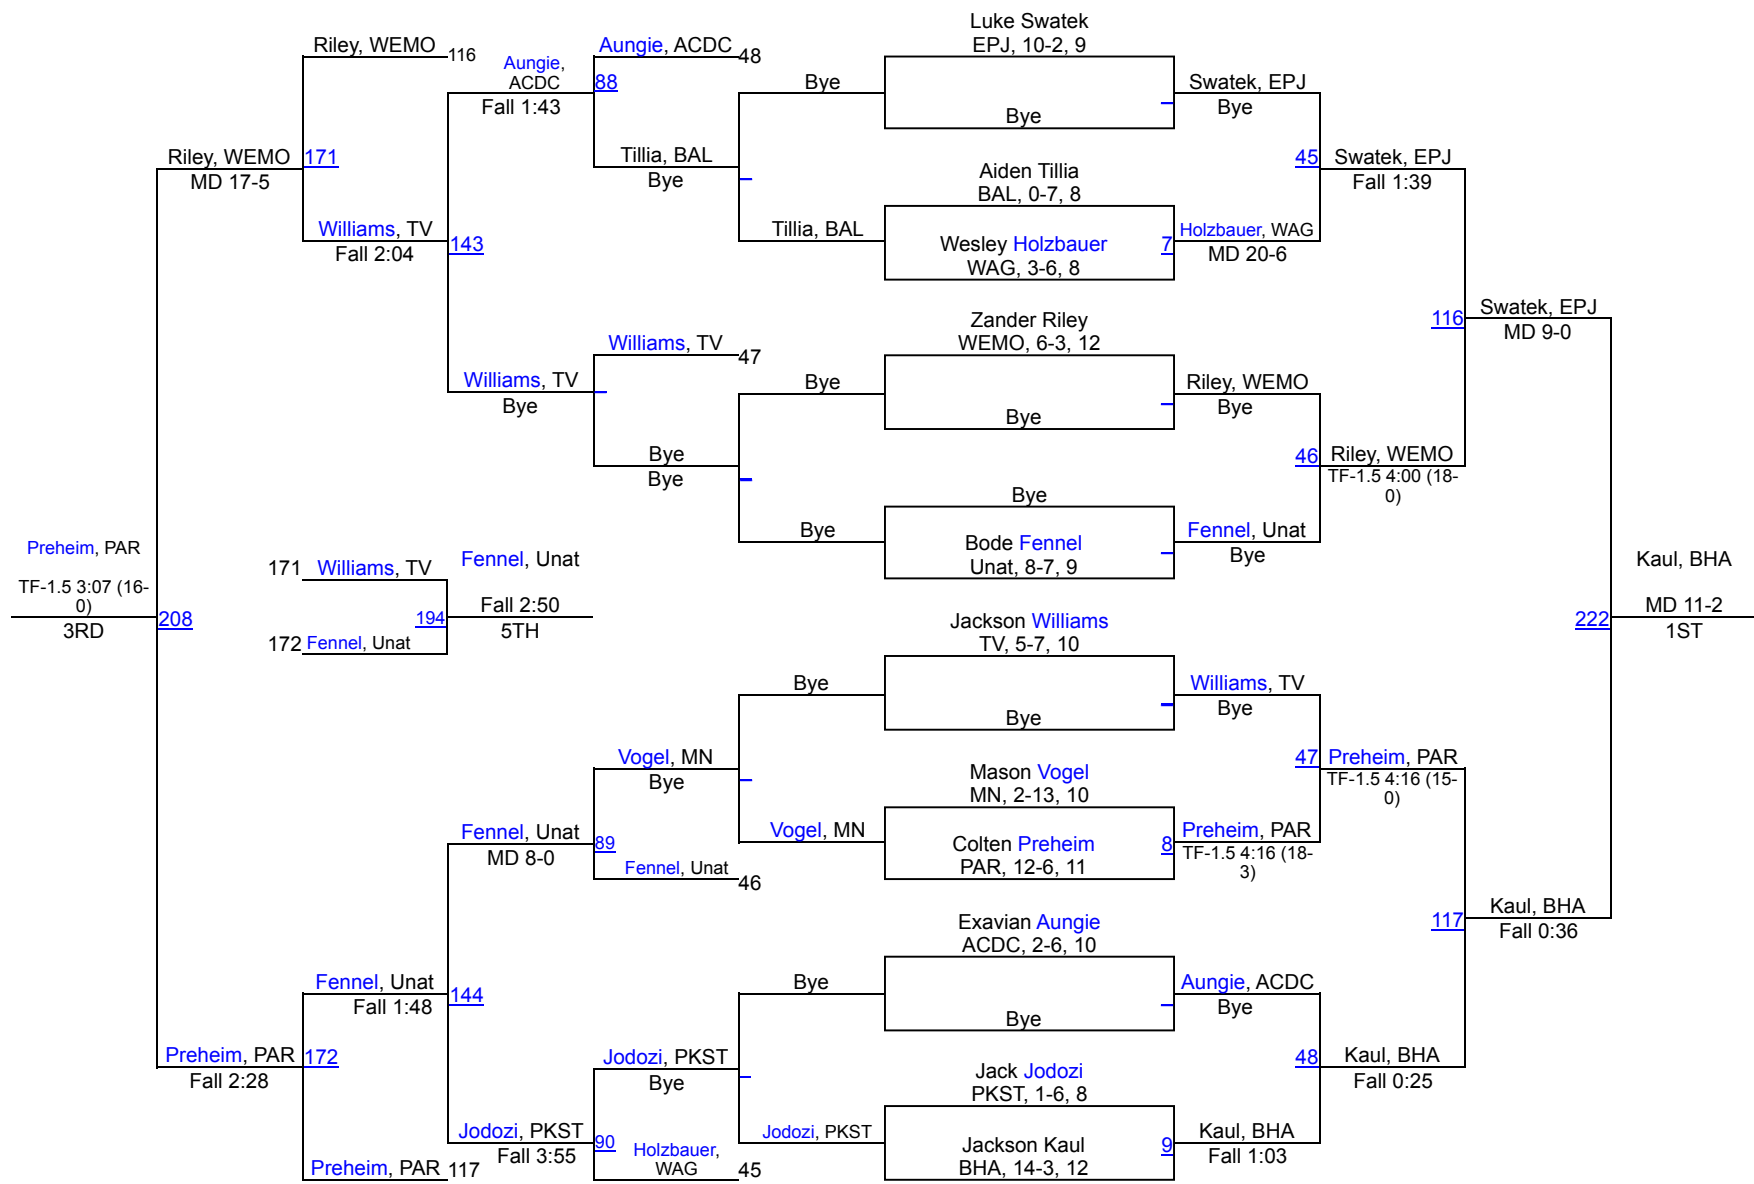 Luke Swatek
EPJ, 10-2, 9
Riley, WEMO
116
Aungie,
ACDC
Fall 1:43
Aungie, ACDC
48
88
Bye
Bye
Swatek, EPJ
Bye
Tillia, BAL
Bye
Riley, WEMO
MD 17-5
171
Aiden Tillia
BAL, 0-7, 8
45
Swatek, EPJ
Fall 1:39
Williams, TV
Fall 2:04
143
Tillia, BAL
Wesley Holzbauer
WAG, 3-6, 8
7
Holzbauer, WAG
MD 20-6
Zander Riley
WEMO, 6-3, 12
116
Swatek, EPJ
MD 9-0
Williams, TV
47
Williams, TV
Bye
Bye
Bye
Riley, WEMO
Bye
Bye
Bye
46
Riley, WEMO
TF-1.5 4:00 (18-
0)
Bye
Bye
Bode Fennel
Unat, 8-7, 9
Fennel, Unat
Bye
Preheim, PAR
TF-1.5 3:07 (16-
0)
3RD
208
171
Williams, TV
172
Fennel, Unat
194
Fennel, Unat
Fall 2:50
5TH
Kaul, BHA
MD 11-2
1ST
222
Jackson Williams
TV, 5-7, 10
Bye
Bye
Williams, TV
Bye
Vogel, MN
Bye
Mason Vogel
MN, 2-13, 10
47
Preheim, PAR
TF-1.5 4:16 (15-
0)
Fennel, Unat
MD 8-0
89
Fennel, Unat
46
Vogel, MN
Colten Preheim
PAR, 12-6, 11
8
Preheim, PAR
TF-1.5 4:16 (18-
3)
Exavian Aungie
ACDC, 2-6, 10
117
Kaul, BHA
Fall 0:36
Fennel, Unat
Fall 1:48
144
Bye
Bye
Aungie, ACDC
Bye
Preheim, PAR
Fall 2:28
172
Jodozi, PKST
Bye
Jack Jodozi
PKST, 1-6, 8
48
Kaul, BHA
Fall 0:25
Jodozi, PKST
Fall 3:55
90
Holzbauer,
WAG
45
Jodozi, PKST
Jackson Kaul
BHA, 14-3, 12
9
Kaul, BHA
Fall 1:03
Preheim, PAR
117